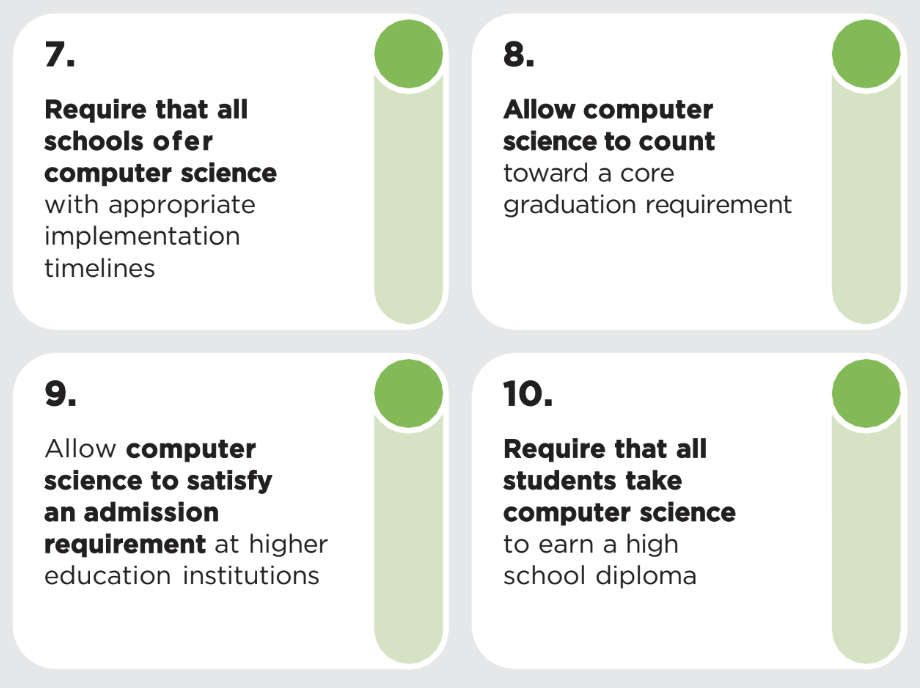 7.
Require that all
schools ofer
computer science
with appropriate
implementation
timelines
8.
Allow computer
science to count
toward a core
graduation requirement
9.
Allow computer
science to satisfy
an admission
requirement at higher
education institutions
10.
Require that all
students take
computer science
to earn a high
school diploma